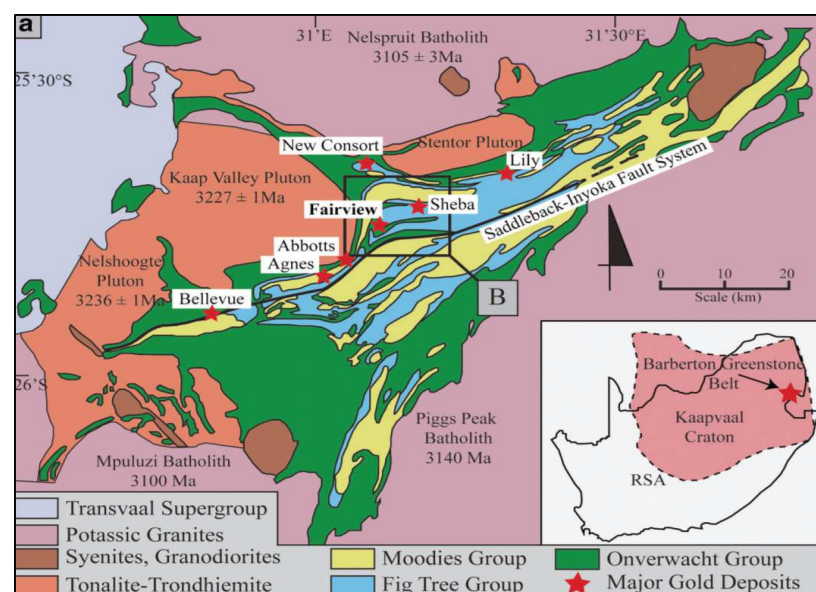 a
31°E
31°30°E
25'30°S
26°S
Nelspruit Batholith
3105 ± 3Ma
New Consort
Stentor Pluton
Lily
Kaap Valley Pluton
3227 ± 1Ma
Fairview
Sheba
Saddleback-Inyoka Fault System
Abbotts
Agnes
Nelshoogte
Pluton
3236 ± 1Ma
Bellevue
B
0 10 20
Scale (km)
Piggs Peak
Batholith
3140 Ma
Mpuluzi Batholith
3100 Ma
Barberton Greenstone
Belt
Kaapvaal
Craton
RSA
Transvaal Supergroup
Potassic Granites
Syenites, Granodiorites
Tonalite-Trondhjemite
Moodies Group
Fig Tree Group
Onverwacht Group
Major Gold Deposits